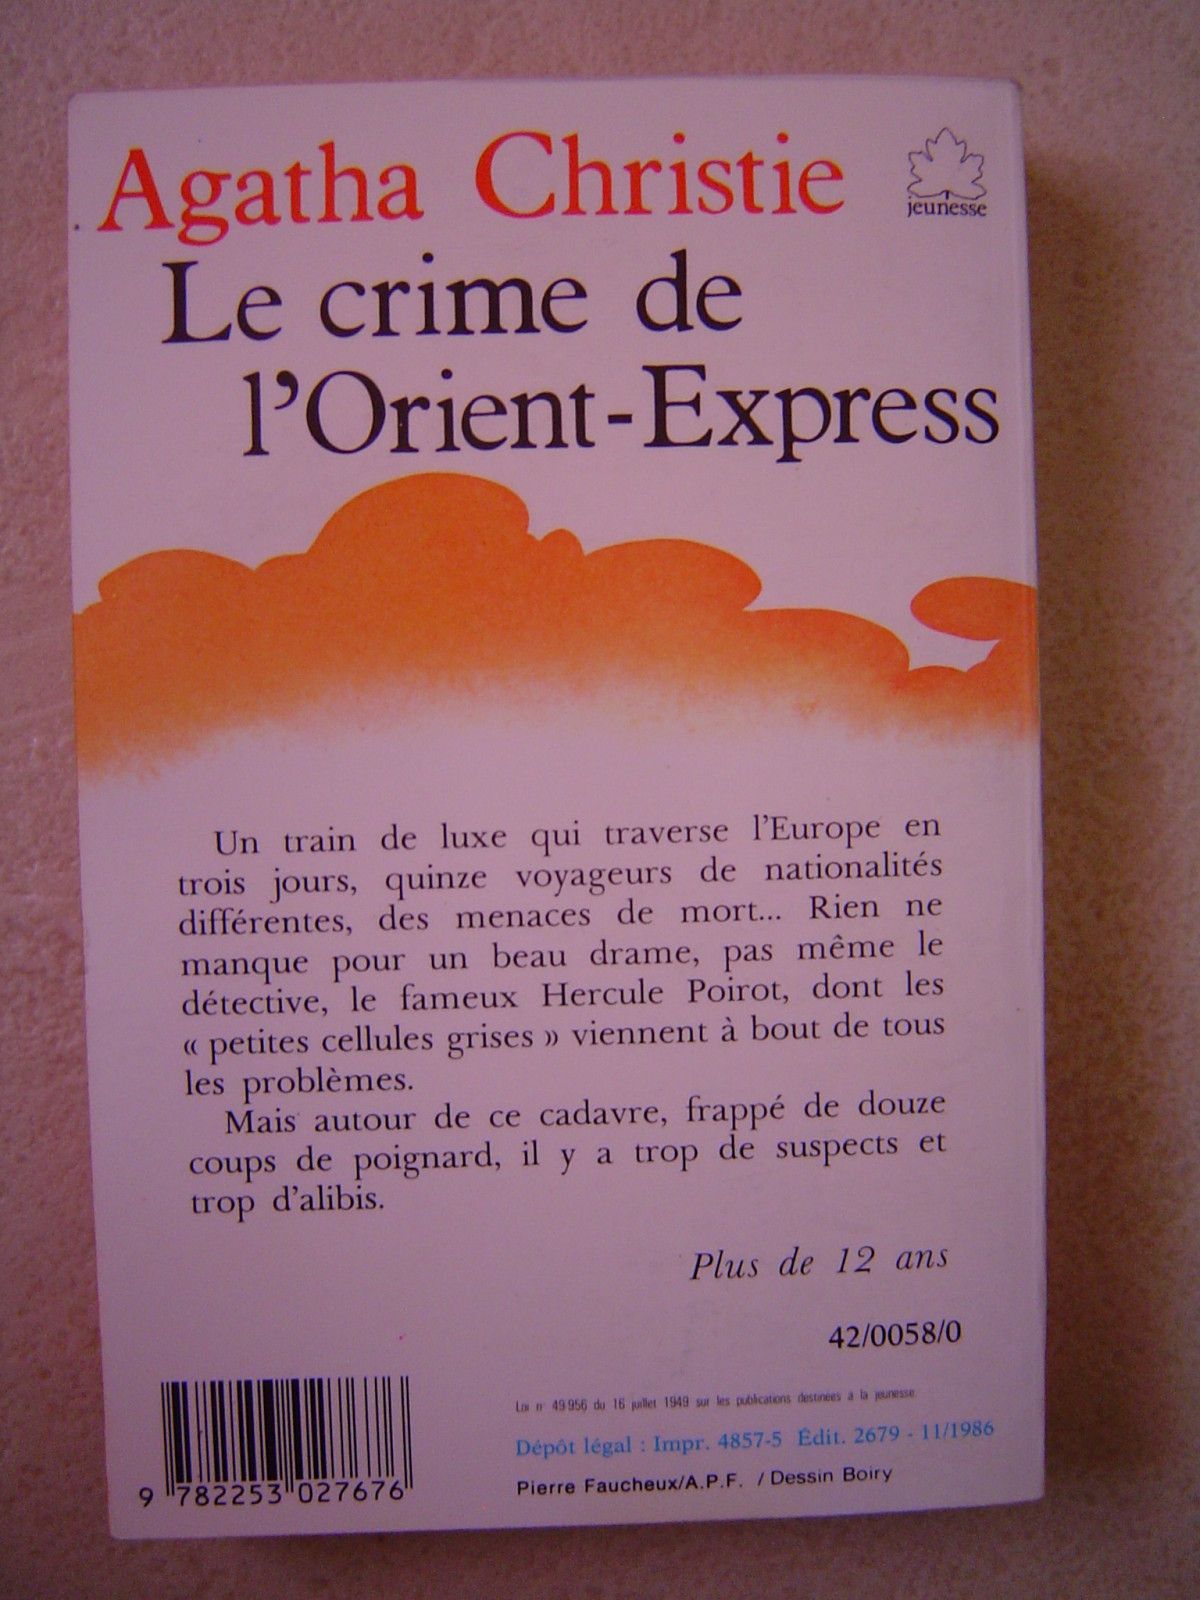 Agatha Christie
jeunesse
Le crime de
l'Orient-Express
Un train de luxe qui traverse l'Europe en
trois jours, quinze voyageurs de nationalités
différentes, des menaces de mort... Rien ne
manque pour un beau drame, pas même le
détective, le fameux Hercule Poirot, dont les
« petites cellules grises » viennent à bout de tous
les problèmes.
Mais autour de ce cadavre, frappé de douze
coups de poignard, il y a trop de suspects et
trop d'alibis.
Plus de 12 ans
42/0058/0
Loi n° 49 956 du 16 juillet 1949 sur les publications destinées à la jeunesse.
Dépôt légal : Impr. 4857-5 Édit. 2679 - 11/1986
Pierre Faucheux/A.P.F. / Dessin Boiry
9 782253 027676